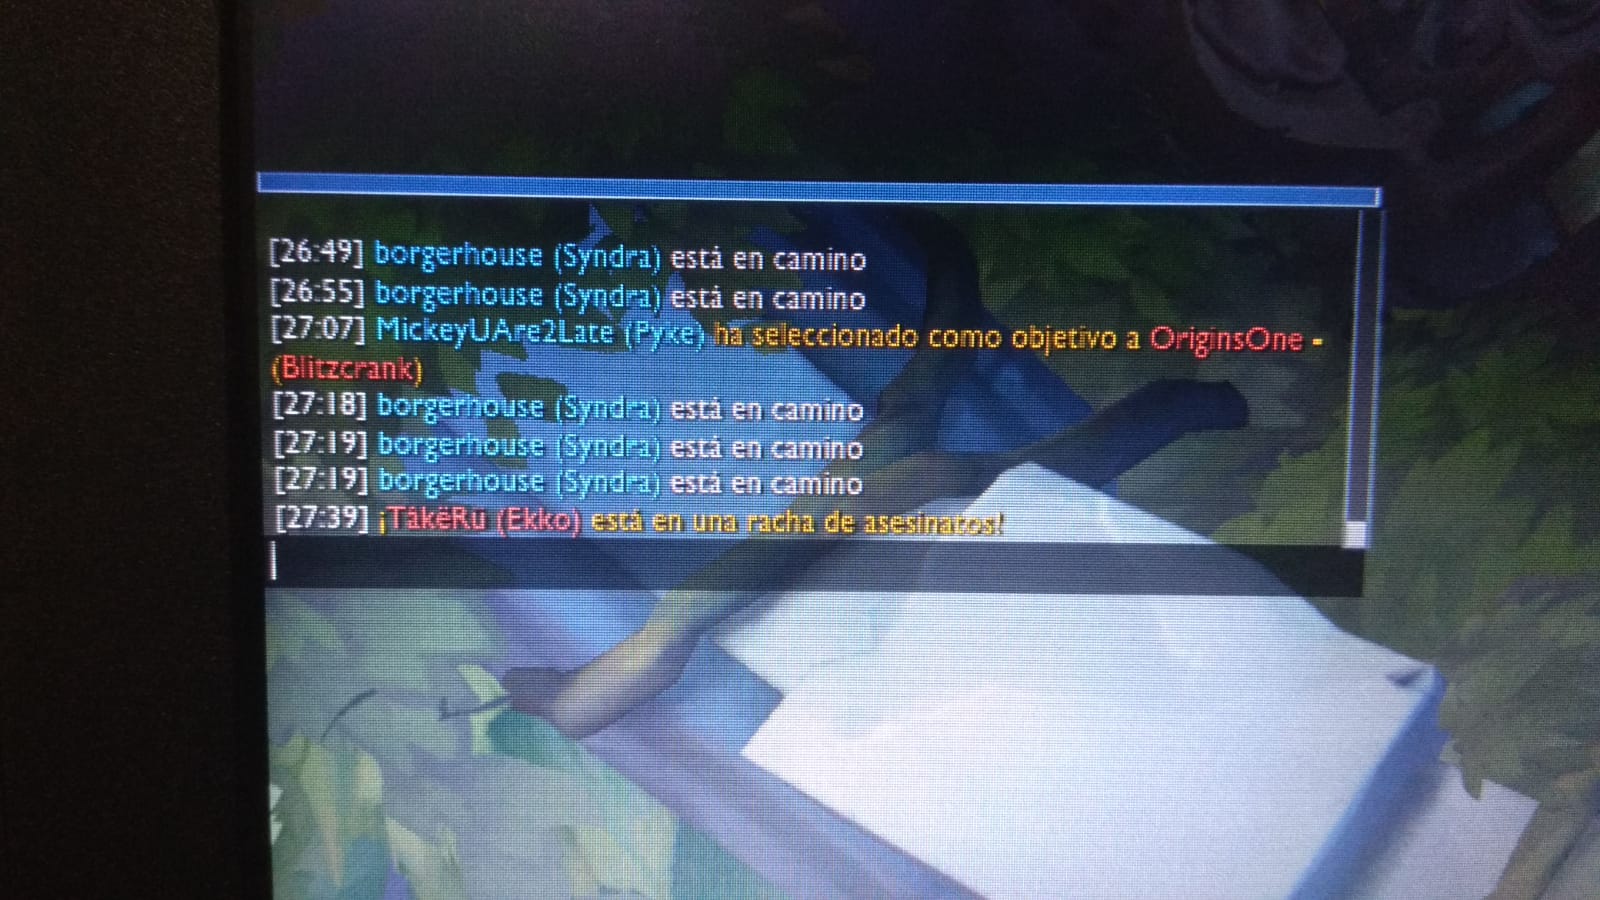 [26:49] borgerhouse (Syndra) está en camino
[26:55] borgerhouse (Syndra) está en camino
[27:07] MickeyUAre2Late (Pyke) ha seleccionado como objetivo a OriginsOne -
(Blitzcrank)
[27:18] borgerhouse (Syndra) está en camino
[27:19] borgerhouse (Syndra) está en camino
[27:19] borgerhouse (Syndra) está en camino
[27:39] ¡TâkëRü (Ekko) está en una racha de asesinatos!